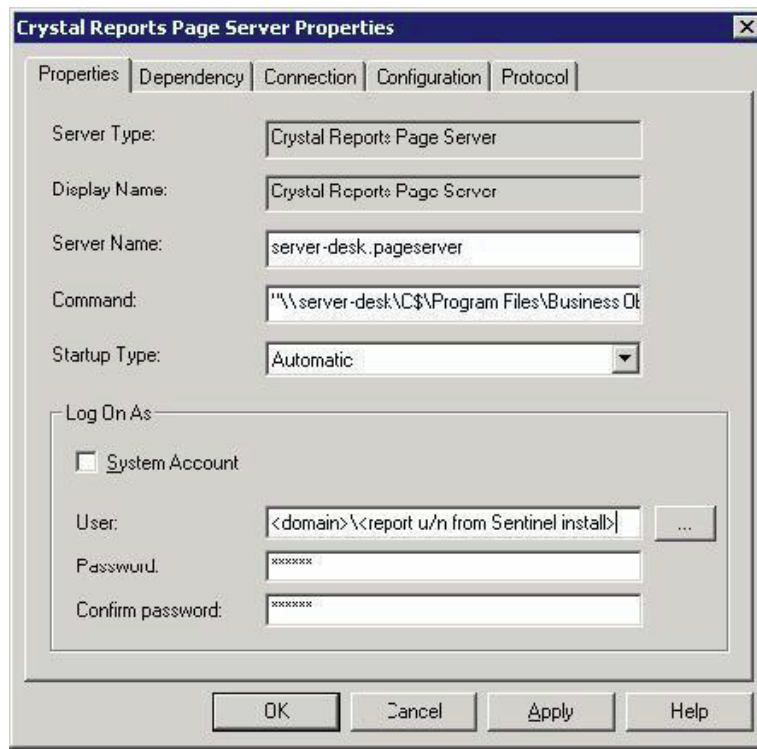 Crystal Reports Page Server Properties
Properties Dependency Connection Configuration Protocol
Server Type: Crystal Reports Page Server
Display Name: Crystal Reports Page Server
Server Name: server-desk.pageserver
Command: "\\server-desk\C$\Program Files\Business Ob
Startup Type: Automatic
Log On As
System Account
User: <domain>\<report u/n from Sentinel install> ...
Password: ******
Confirm password: ******
OK Cancel Apply Help